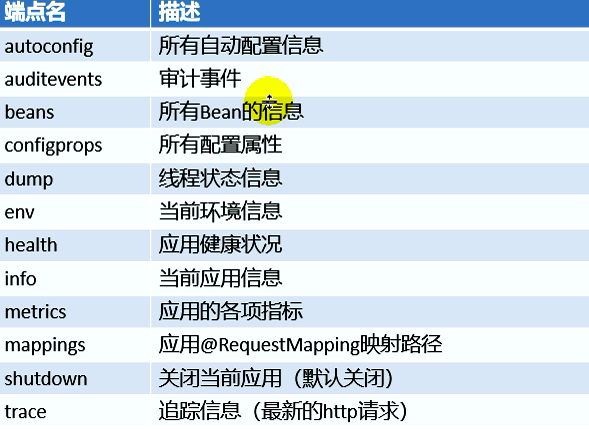 端点名 描述
autoconfig 所有自动配置信息
auditevents 审计事件
beans 所有Bean的信息
configprops 所有配置属性
dump 线程状态信息
env 当前环境信息
health 应用健康状况
info 当前应用信息
metrics 应用的各项指标
mappings 应用@RequestMapping映射路径
shutdown 关闭当前应用（默认关闭）
trace 追踪信息（最新的http请求）